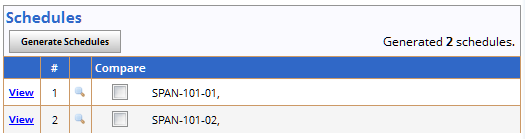 Schedules
Generate Schedules Generated 2 schedules.
# Compare
View 1 SPAN-101-01,
View 2 SPAN-101-02,